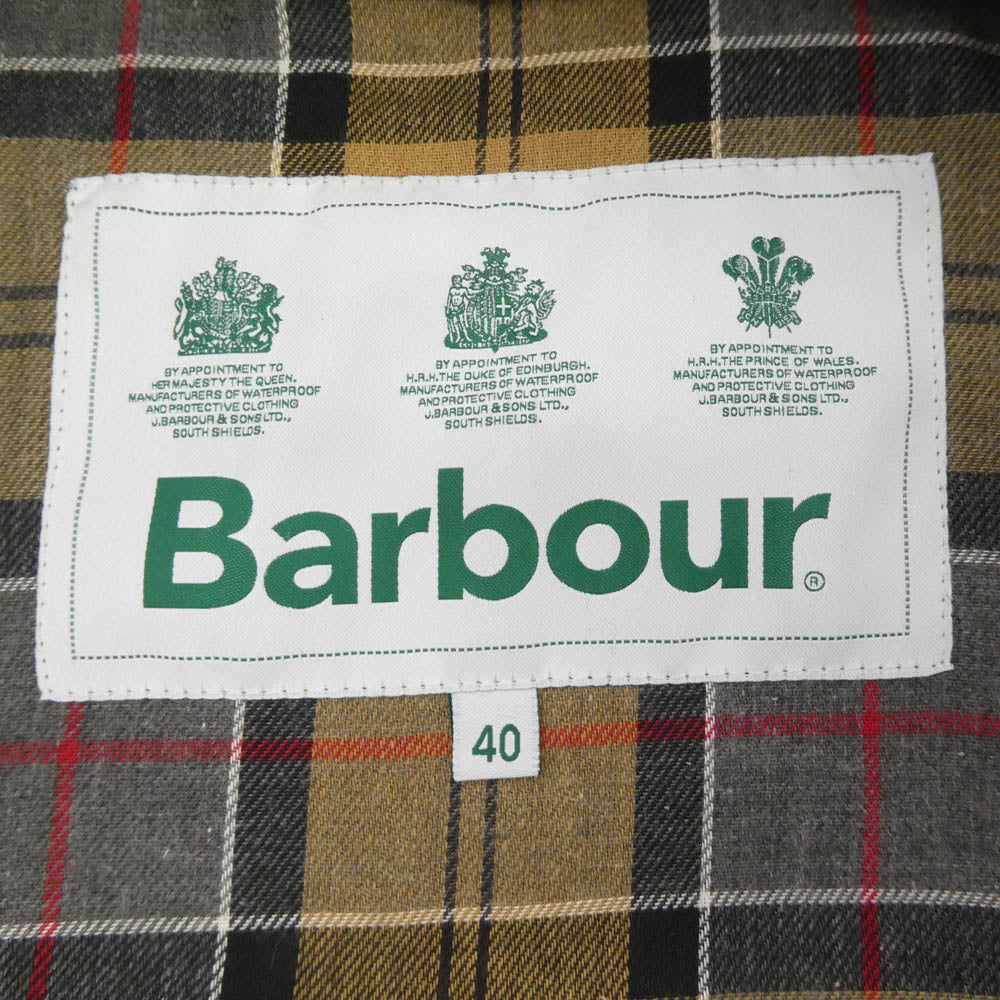 BY APPOINTMENT TO
HER MAJESTY THE QUEEN.
MANUFACTURERS OF WATERPROOF
AND PROTECTIVE CLOTHING
J.BARBOUR & SONS LTD.,
SOUTH SHIELDS.
BY APPOINTMENT TO
H.R.H. THE DUKE OF EDINBURGH.
MANUFACTURERS OF WATERPROOF
AND PROTECTIVE CLOTHING
J.BARBOUR & SONS LTD.,
SOUTH SHIELDS.
BY APPOINTMENT TO
H.R.H. THE PRINCE OF WALES.
MANUFACTURERS OF WATERPROOF
AND PROTECTIVE CLOTHING
J.BARBOUR & SONS LTD.,
SOUTH SHIELDS.
Barbour®
40